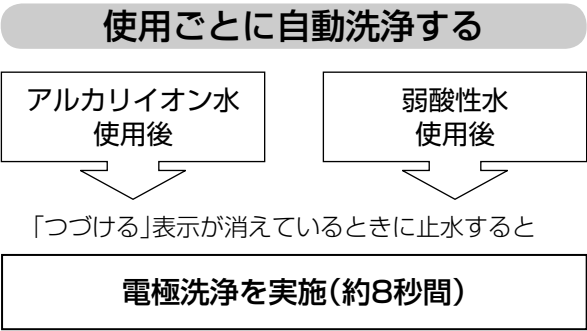 使用ごとに自動洗浄する
アルカリイオン水
使用後
弱酸性水
使用後
「つづける」表示が消えているときに止水すると
電極洗浄を実施（約8秒間）